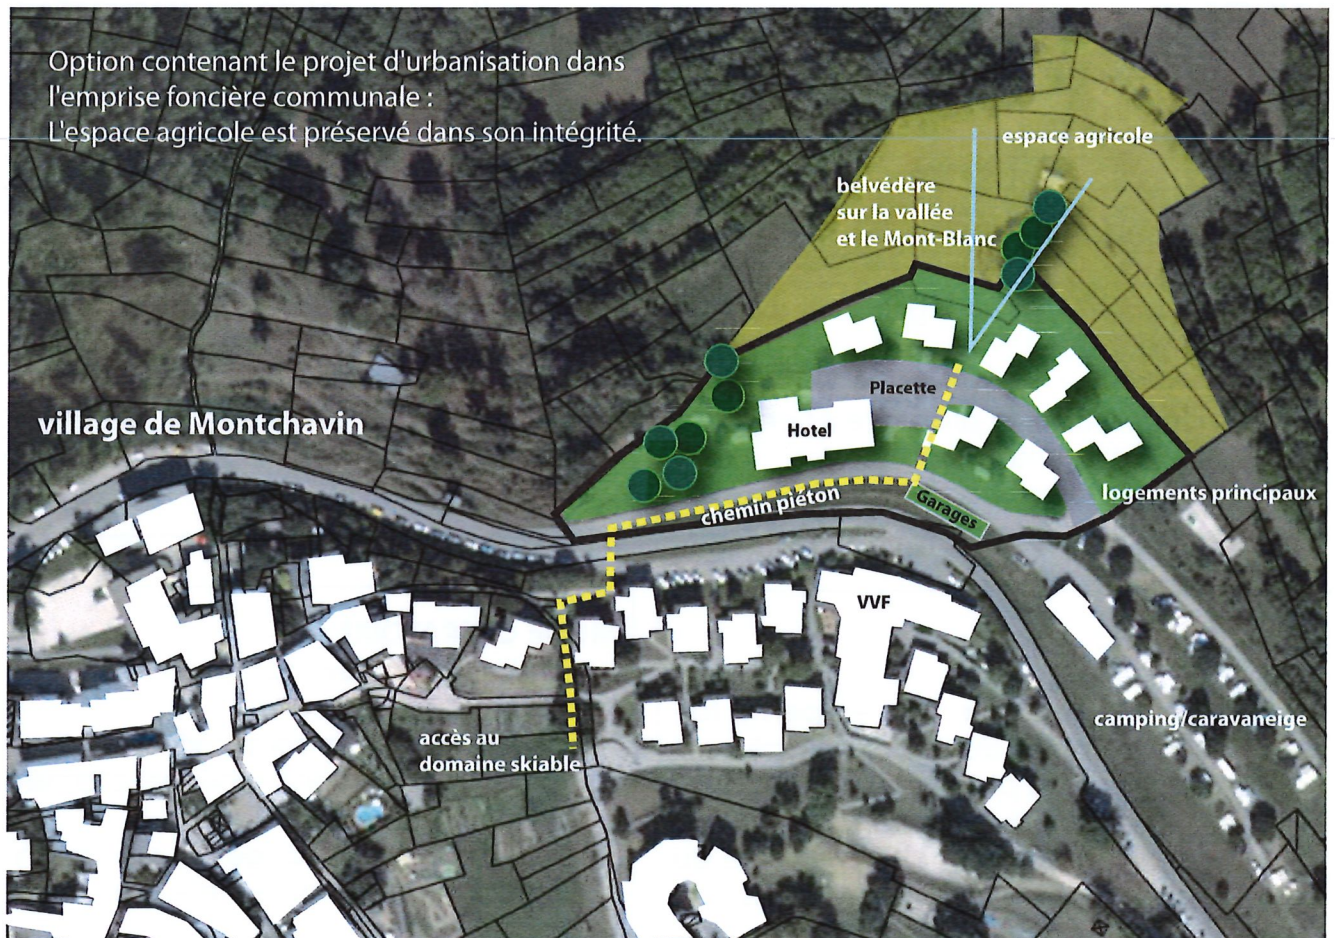 Option contenant le projet d'urbanisation dans
l'emprise foncière communale :
L'espace agricole est préservé dans son intégrité.
espace agricole
belvédère
sur la vallée
et le Mont-Blanc
Placette
village de Montchavin
Hotel
logements principaux
chemin piéton
Garages
VVF
camping/caravaneige
accès au
domaine skiable